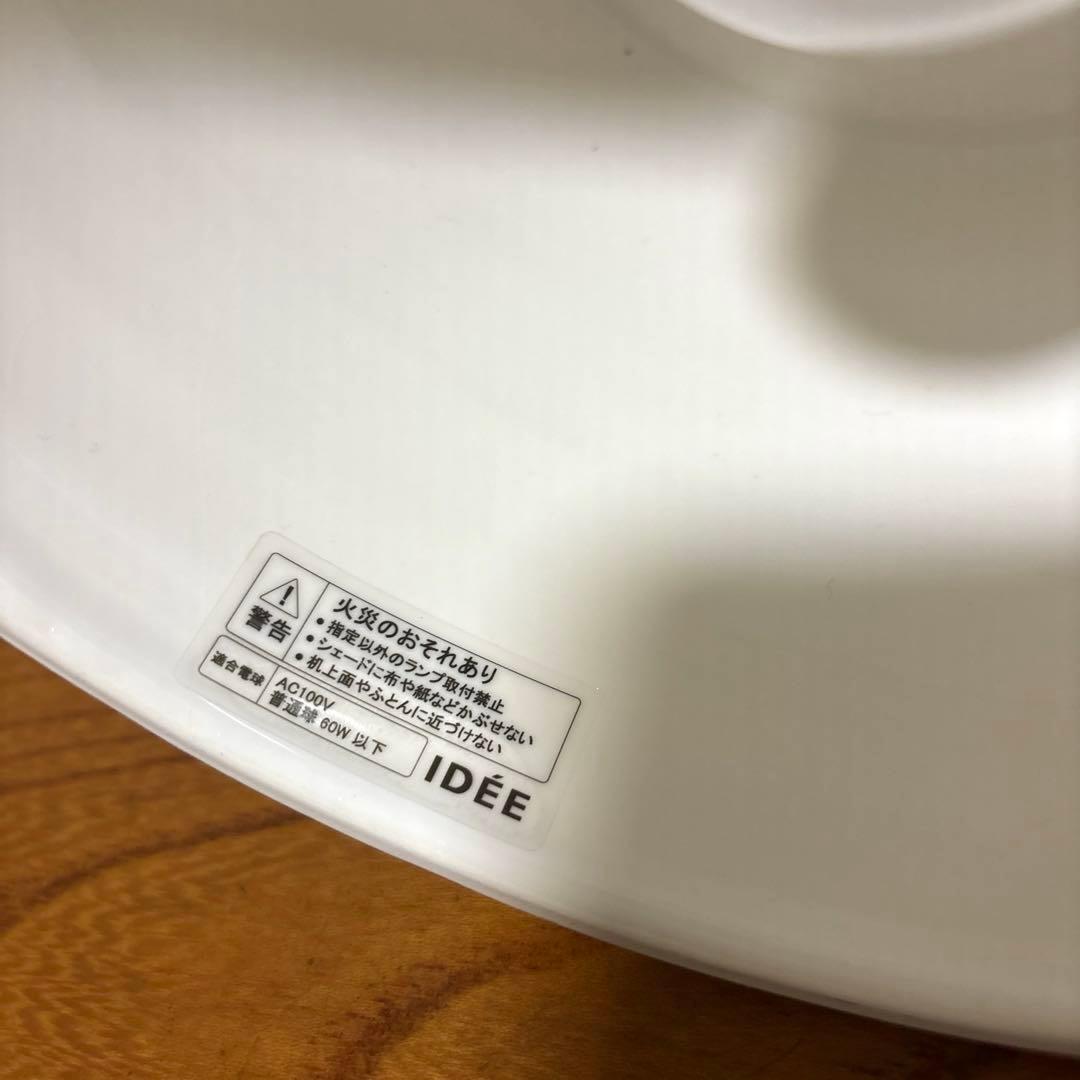 警告
火災のおそれあり
• 指定以外のランプ取付禁止
• シェードに布や紙などかぶせない
• 机上面やふとんに近づけない
適合電球
AC100V
普通球 60W 以下
IDÉE